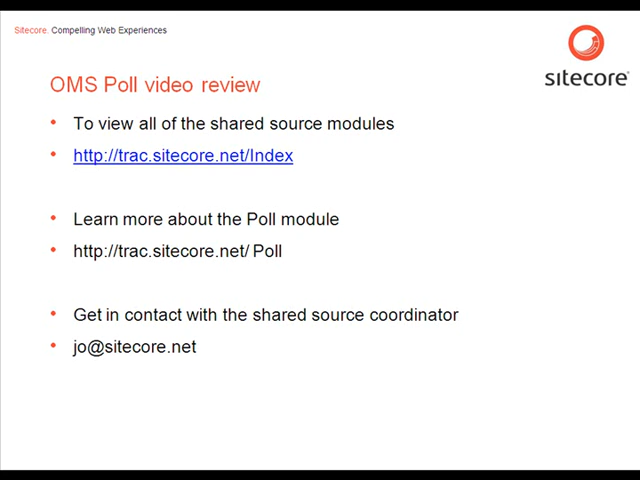 Sitecore. Compelling Web Experiences
sitecore
OMS Poll video review
• To view all of the shared source modules
• http://trac.sitecore.net/Index
• Learn more about the Poll module
• http://trac.sitecore.net/ Poll
• Get in contact with the shared source coordinator
• jo@sitecore.net